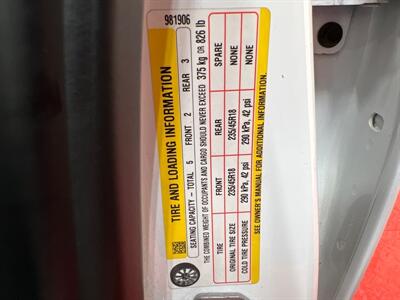 981906
TIRE AND LOADING INFORMATION
SEATING CAPACITY - TOTAL 5 FRONT 2 REAR 3
THE COMBINED WEIGHT OF OCCUPANTS AND CARGO SHOULD NEVER EXCEED 375 kg OR 826 lb
TIRE FRONT REAR SPARE
ORIGINAL TIRE SIZE 235/45R18 235/45R18 NONE
COLD TIRE PRESSURE 290 kPa, 42 psi 290 kPa, 42 psi NONE
SEE OWNER'S MANUAL FOR ADDITIONAL INFORMATION.